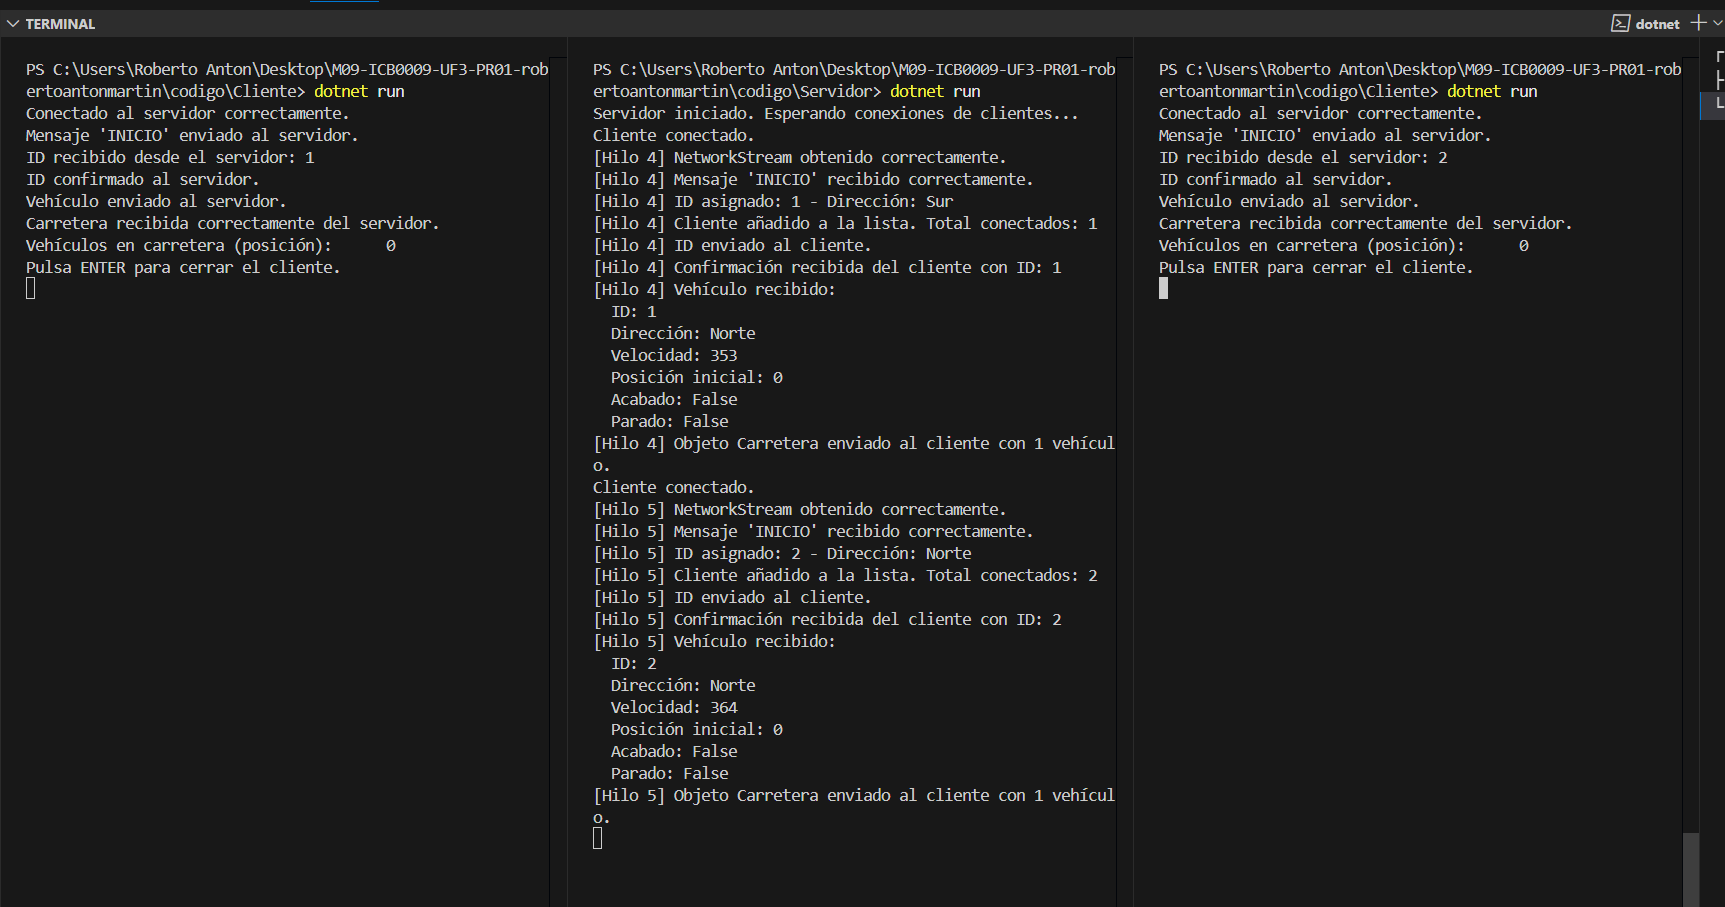 TERMINAL
dotnet
PS C:\Users\Roberto Anton\Desktop\M09-ICB0009-UF3-PR01-rob
ertoantonmartin\codigo\Cliente> dotnet run
Conectado al servidor correctamente.
Mensaje 'INICIO' enviado al servidor.
ID recibido desde el servidor: 1
ID confirmado al servidor.
Vehículo enviado al servidor.
Carretera recibida correctamente del servidor.
Vehículos en carretera (posición):      0
Pulsa ENTER para cerrar el cliente.
PS C:\Users\Roberto Anton\Desktop\M09-ICB0009-UF3-PR01-rob
ertoantonmartin\codigo\Servidor> dotnet run
Servidor iniciado. Esperando conexiones de clientes...
Cliente conectado.
[Hilo 4] NetworkStream obtenido correctamente.
[Hilo 4] Mensaje 'INICIO' recibido correctamente.
[Hilo 4] ID asignado: 1 - Dirección: Sur
[Hilo 4] Cliente añadido a la lista. Total conectados: 1
[Hilo 4] ID enviado al cliente.
[Hilo 4] Confirmación recibida del cliente con ID: 1
[Hilo 4] Vehículo recibido:
  ID: 1
  Dirección: Norte
  Velocidad: 353
  Posición inicial: 0
  Acabado: False
  Parado: False
[Hilo 4] Objeto Carretera enviado al cliente con 1 vehícul
o.
Cliente conectado.
[Hilo 5] NetworkStream obtenido correctamente.
[Hilo 5] Mensaje 'INICIO' recibido correctamente.
[Hilo 5] ID asignado: 2 - Dirección: Norte
[Hilo 5] Cliente añadido a la lista. Total conectados: 2
[Hilo 5] ID enviado al cliente.
[Hilo 5] Confirmación recibida del cliente con ID: 2
[Hilo 5] Vehículo recibido:
  ID: 2
  Dirección: Norte
  Velocidad: 364
  Posición inicial: 0
  Acabado: False
  Parado: False
[Hilo 5] Objeto Carretera enviado al cliente con 1 vehícul
o.
PS C:\Users\Roberto Anton\Desktop\M09-ICB0009-UF3-PR01-rob
ertoantonmartin\codigo\Cliente> dotnet run
Conectado al servidor correctamente.
Mensaje 'INICIO' enviado al servidor.
ID recibido desde el servidor: 2
ID confirmado al servidor.
Vehículo enviado al servidor.
Carretera recibida correctamente del servidor.
Vehículos en carretera (posición):      0
Pulsa ENTER para cerrar el cliente.